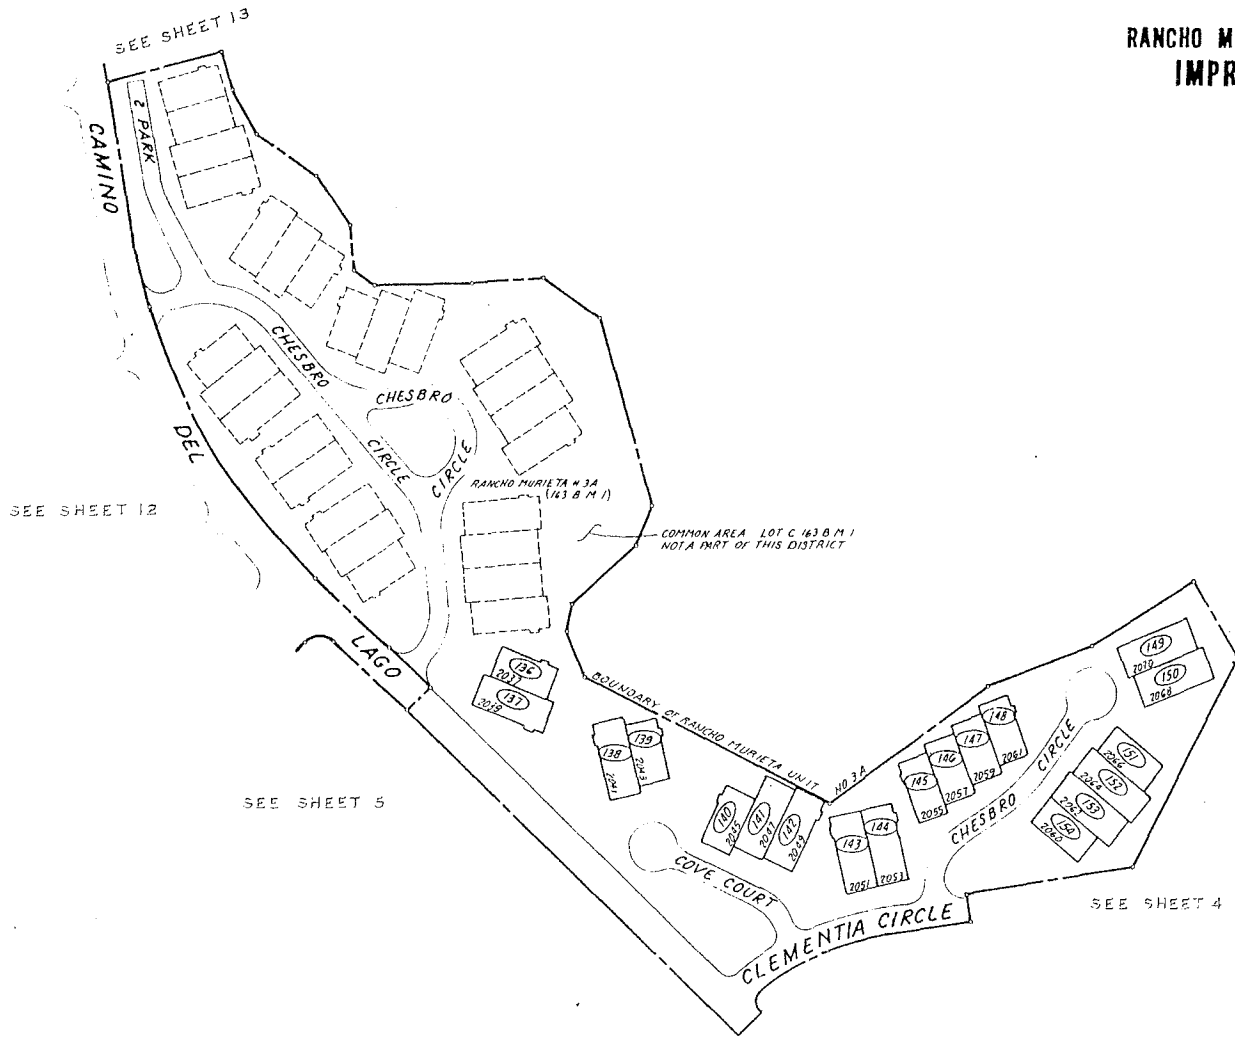 SEE SHEET 13
RANCHO M
IMPR
2 PARK
CAMINO
CHESBRO
CHESBRO
DEL
CIRCLE
CIRCLE
RANCHO MURIETA # 3A
(163 B M 1)
SEE SHEET 12
COMMON AREA LOT C 163 B M 1
NOT A PART OF THIS DISTRICT
LAGO
136
2037
137
2039
BOUNDARY OF RANCHO MURIETA UNIT NO 3A
149
2070
150
2068
138
2041
139
2043
148
2061
147
2059
146
2057
145
2055
CIRCLE
CHESBRO
151
2066
152
2064
153
154
2060
SEE SHEET 5
140
2045
141
2047
142
2049
143
2051
144
2053
COVE COURT
CLEMENTIA CIRCLE
SEE SHEET 4